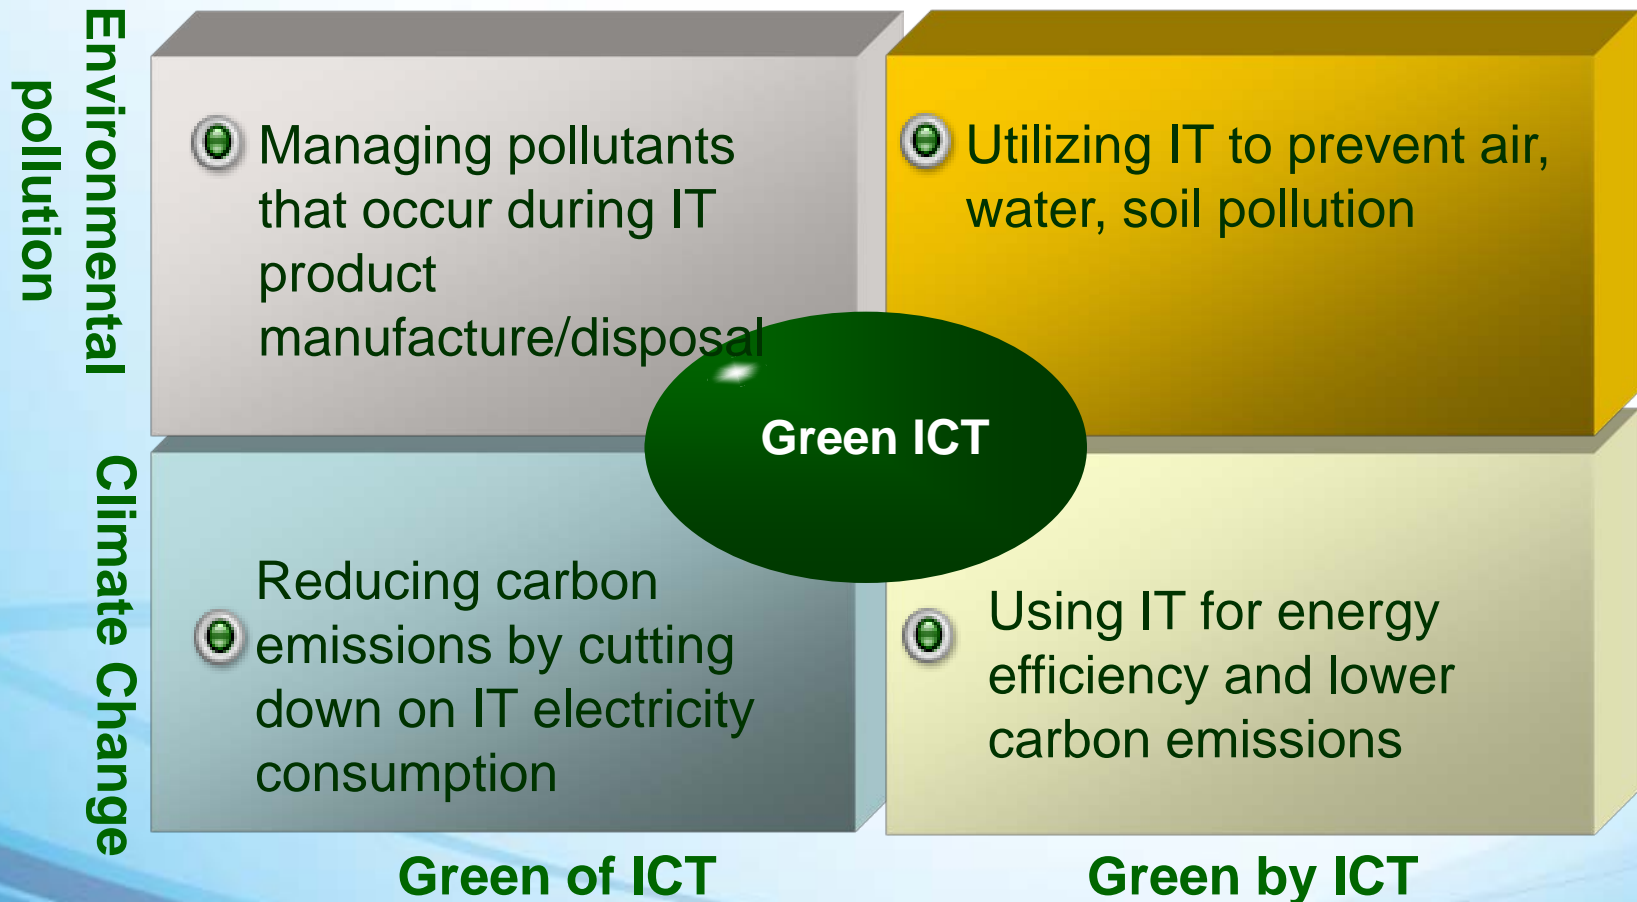 Environmental
pollution
Managing pollutants
that occur during IT
product
manufacture/disposal
Utilizing IT to prevent air,
water, soil pollution
Green ICT
Climate Change
Reducing carbon
emissions by cutting
down on IT electricity
consumption
Using IT for energy
efficiency and lower
carbon emissions
Green of ICT
Green by ICT